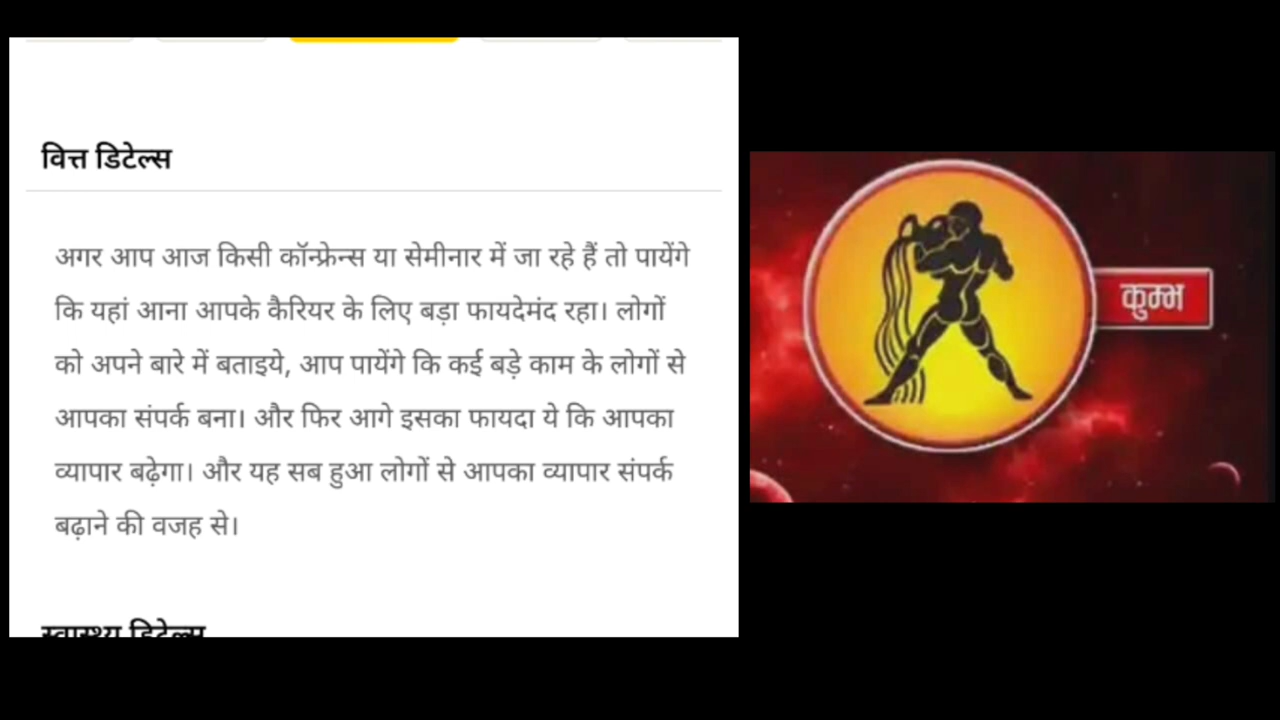 वित्त डिटेल्स
अगर आप आज किसी कॉन्फ्रेन्स या सेमीनार में जा रहे हैं तो पायेंगे
कि यहां आना आपके कैरियर के लिए बड़ा फायदेमंद रहा। लोगों
को अपने बारे में बताइये, आप पायेंगे कि कई बड़े काम के लोगों से
आपका संपर्क बना। और फिर आगे इसका फायदा ये कि आपका
व्यापार बढ़ेगा। और यह सब हुआ लोगों से आपका व्यापार संपर्क
बढ़ाने की वजह से।
स्वास्थ्य डिटेल्स
कुम्भ